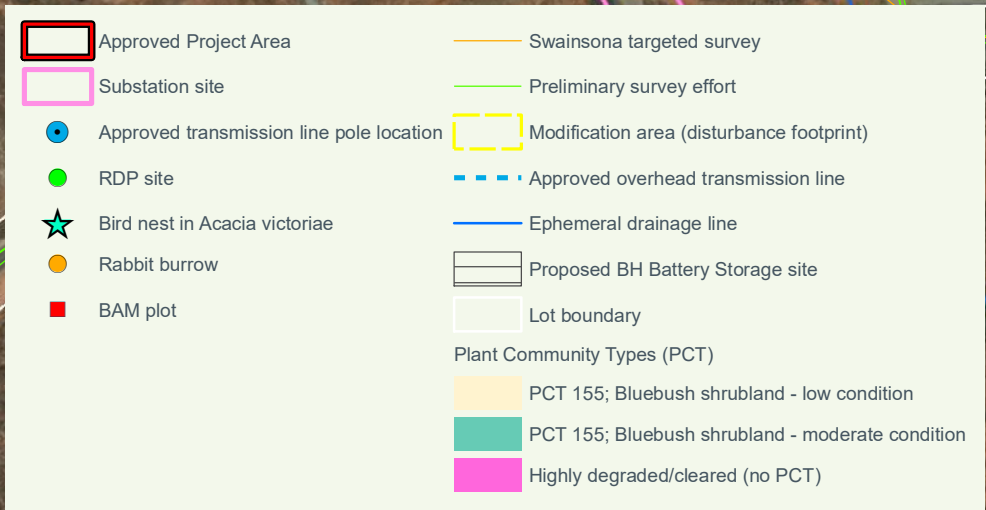 Approved Project Area
Substation site
Approved transmission line pole location
RDP site
Bird nest in Acacia victoriae
Rabbit burrow
BAM plot
Swainsona targeted survey
Preliminary survey effort
Modification area (disturbance footprint)
Approved overhead transmission line
Ephemeral drainage line
Proposed BH Battery Storage site
Lot boundary
Plant Community Types (PCT)
PCT 155; Bluebush shrubland - low condition
PCT 155; Bluebush shrubland - moderate condition
Highly degraded/cleared (no PCT)